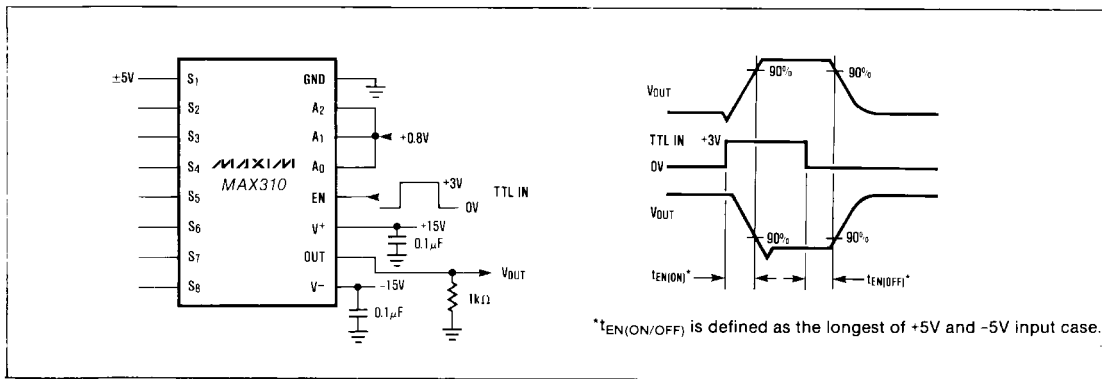 ±5V
S1
S2
S3
S4
S5
S6
S7
S8
MAXIM
MAX310
GND
A2
A1
A0
EN
V+
OUT
V−
+0.8V
+3V
0V
TTL IN
+15V
0.1μF
VOUT
−15V
0.1μF
1kΩ
VOUT
90%
90%
TTL IN +3V
0V
VOUT
90%
90%
tEN(ON)*
tEN(OFF)*
*tEN(ON/OFF) is defined as the longest of +5V and −5V input case.